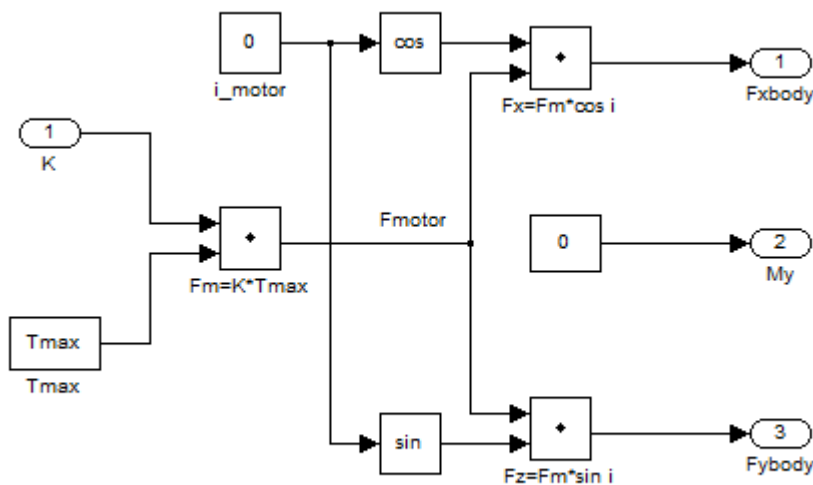 0
i_motor
cos
Fx=Fm*cos i
1
Fxbody
1
K
Fmotor
Fm=K*Tmax
0
2
My
Tmax
Tmax
sin
Fz=Fm*sin i
3
Fybody